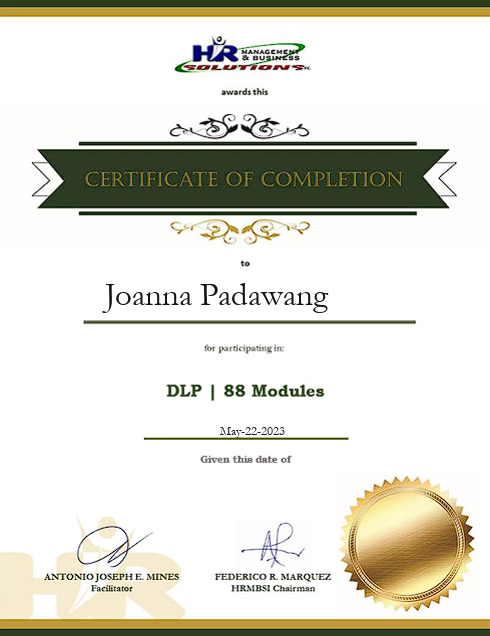 HR MANAGEMENT
& BUSINESS
SOLUTIONS
awards this
CERTIFICATE OF COMPLETION
to
Joanna Padawang
for participating in:
DLP | 88 Modules
May-22-2023
Given this date of
HR
ANTONIO JOSEPH E. MINES
Facilitator
FEDERICO R. MARQUEZ
HRMBSI Chairman